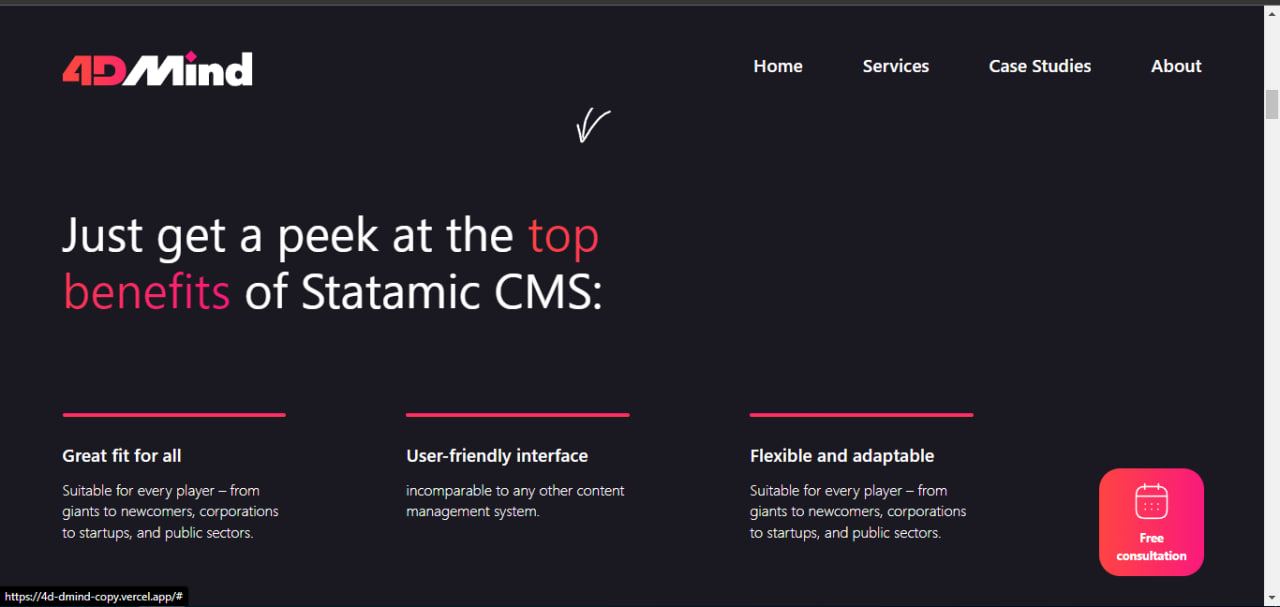 4DMind
Home Services Case Studies About
Just get a peek at the top
benefits of Statamic CMS:
Great fit for all
Suitable for every player – from
giants to newcomers, corporations
to startups, and public sectors.
User-friendly interface
incomparable to any other content
management system.
Flexible and adaptable
Suitable for every player – from
giants to newcomers, corporations
to startups, and public sectors.
Free
consultation
https://4d-dmind-copy.vercel.app/#